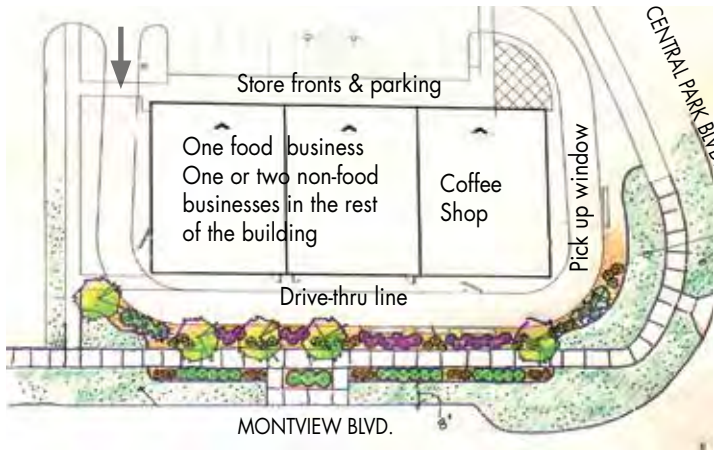 CENTRAL PARK BLVD
Store fronts & parking
One food business
One or two non-food
businesses in the rest
of the building
Coffee
Shop
Pick up window
Drive-thru line
MONTVIEW BLVD.
8'